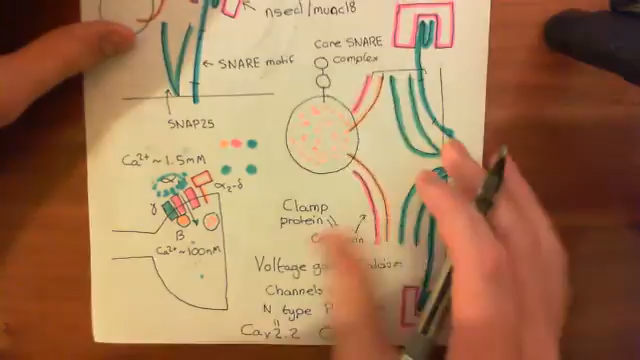 nsec1/munc18
Core SNARE
complex
SNARE motif
SNAP25
Ca²⁺ ~ 1.5mM
α₁
α₂-δ
γ
β
Ca²⁺ ~100nM
Clamp
protein
Voltage
Channels
N type P
Cav2.2 C